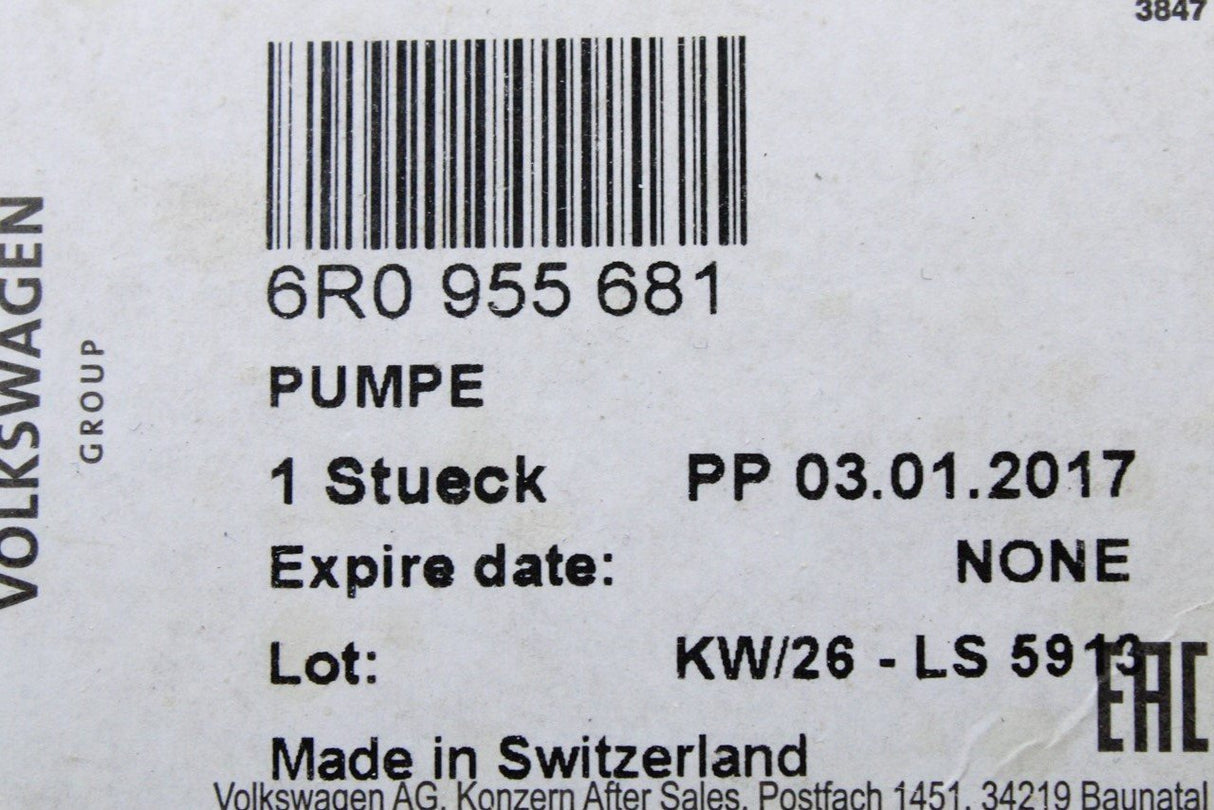 3847
VOLKSWAGEN
GROUP
6R0 955 681
PUMPE
1 Stueck PP 03.01.2017
Expire date: NONE
Lot: KW/26 - LS 5913
EAC
Made in Switzerland
Volkswagen AG, Konzern After Sales, Postfach 1451, 34219 Baunatal